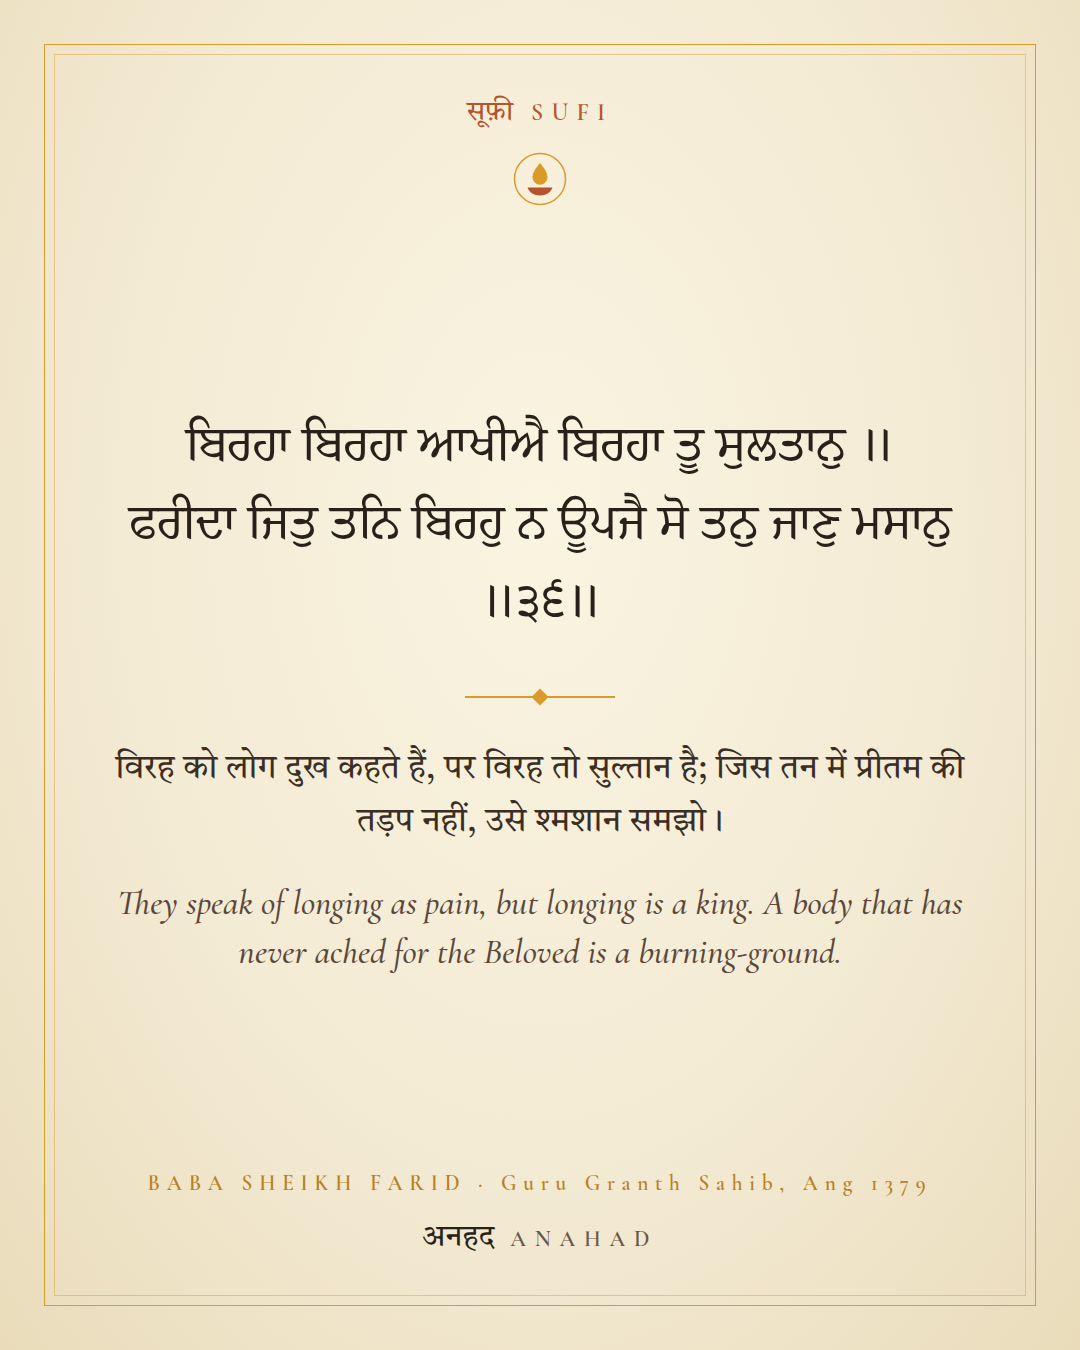 सूफ़ी SUFI
ਬਿਰਹਾ ਬਿਰਹਾ ਆਖੀਐ ਬਿਰਹਾ ਤੂ ਸੁਲਤਾਨੁ ॥
ਫਰੀਦਾ ਜਿਤੁ ਤਨਿ ਬਿਰਹੁ ਨ ਊਪਜੈ ਸੋ ਤਨੁ ਜਾਣੁ ਮਸਾਨੁ
॥੩੬॥
विरह को लोग दुख कहते हैं, पर विरह तो सुल्तान है; जिस तन में प्रीतम की
तड़प नहीं, उसे श्मशान समझो।
They speak of longing as pain, but longing is a king. A body that has
never ached for the Beloved is a burning-ground.
BABA SHEIKH FARID · Guru Granth Sahib, Ang 1379
अनहद ANAHAD